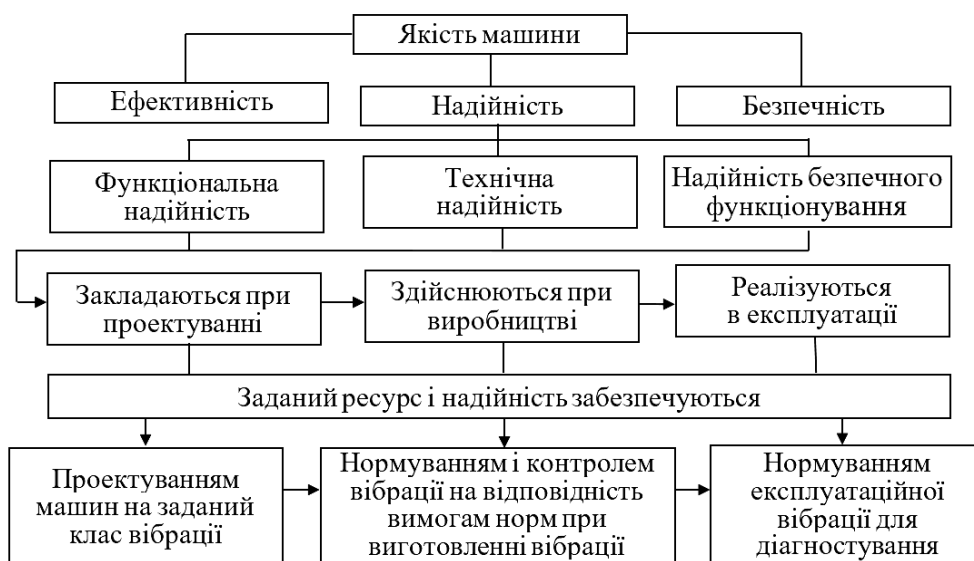 Якість машини
Ефективність
Надійність
Безпечність
Функціональна
надійність
Технічна
надійність
Надійність безпечного
функціонування
Закладаються при
проектуванні
Здійснюються при
виробництві
Реалізуються
в експлуатації
Заданий ресурс і надійність забезпечуються
Проектуванням
машин на заданий
клас вібрації
Нормуванням і контролем
вібрації на відповідність
вимогам норм при
виготовленні вібрації
Нормуванням
експлуатаційної
вібрації для
діагностування